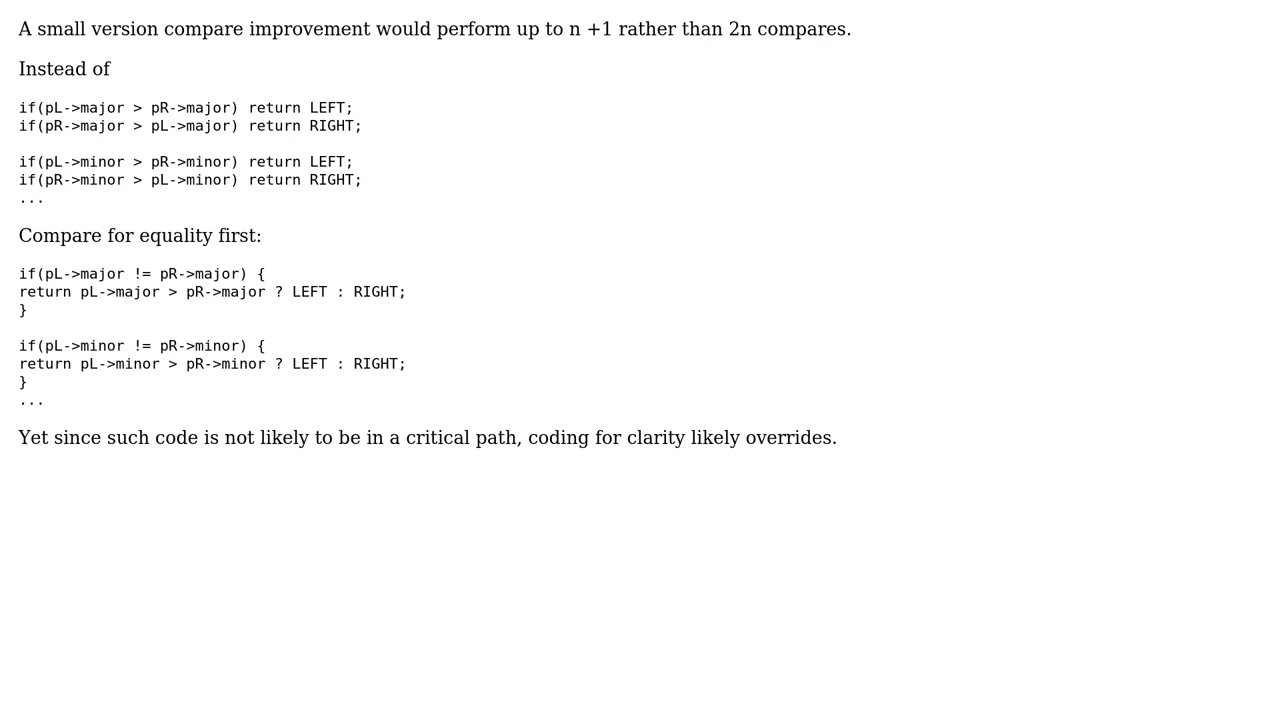 A small version compare improvement would perform up to n +1 rather than 2n compares.
Instead of
if(pL->major > pR->major) return LEFT;
if(pR->major > pL->major) return RIGHT;
if(pL->minor > pR->minor) return LEFT;
if(pR->minor > pL->minor) return RIGHT;
...
Compare for equality first:
if(pL->major != pR->major) {
return pL->major > pR->major ? LEFT : RIGHT;
}
if(pL->minor != pR->minor) {
return pL->minor > pR->minor ? LEFT : RIGHT;
}
...
Yet since such code is not likely to be in a critical path, coding for clarity likely overrides.